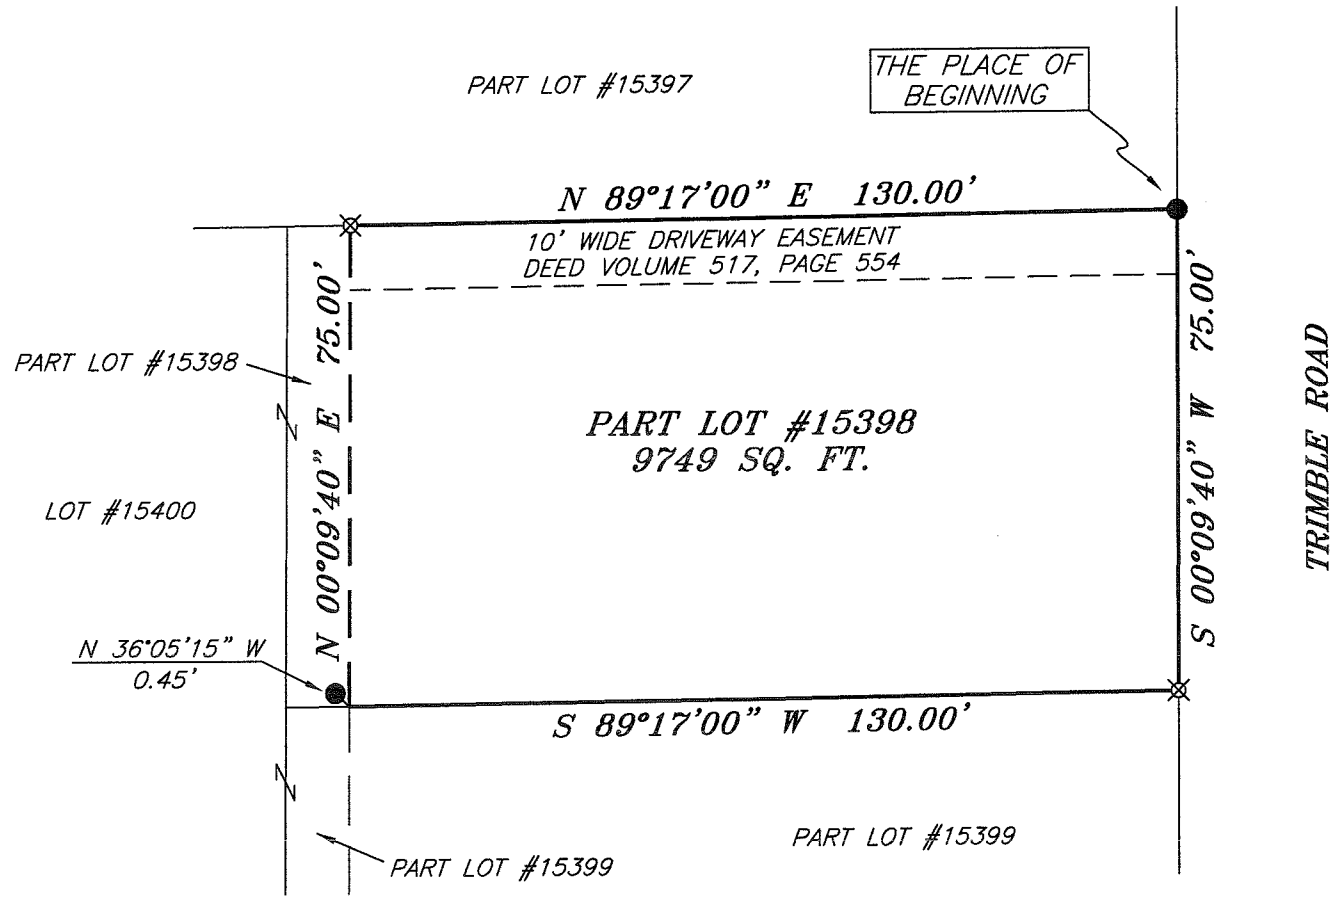 PART LOT #15397
THE PLACE OF
BEGINNING
N 89°17'00" E 130.00'
10' WIDE DRIVEWAY EASEMENT
DEED VOLUME 517, PAGE 554
PART LOT #15398
N 00°09'40" E 75.00'
PART LOT #15398
9749 SQ. FT.
S 00°09'40" W 75.00'
TRIMBLE ROAD
LOT #15400
N 36°05'15" W
0.45'
S 89°17'00" W 130.00'
PART LOT #15399
PART LOT #15399